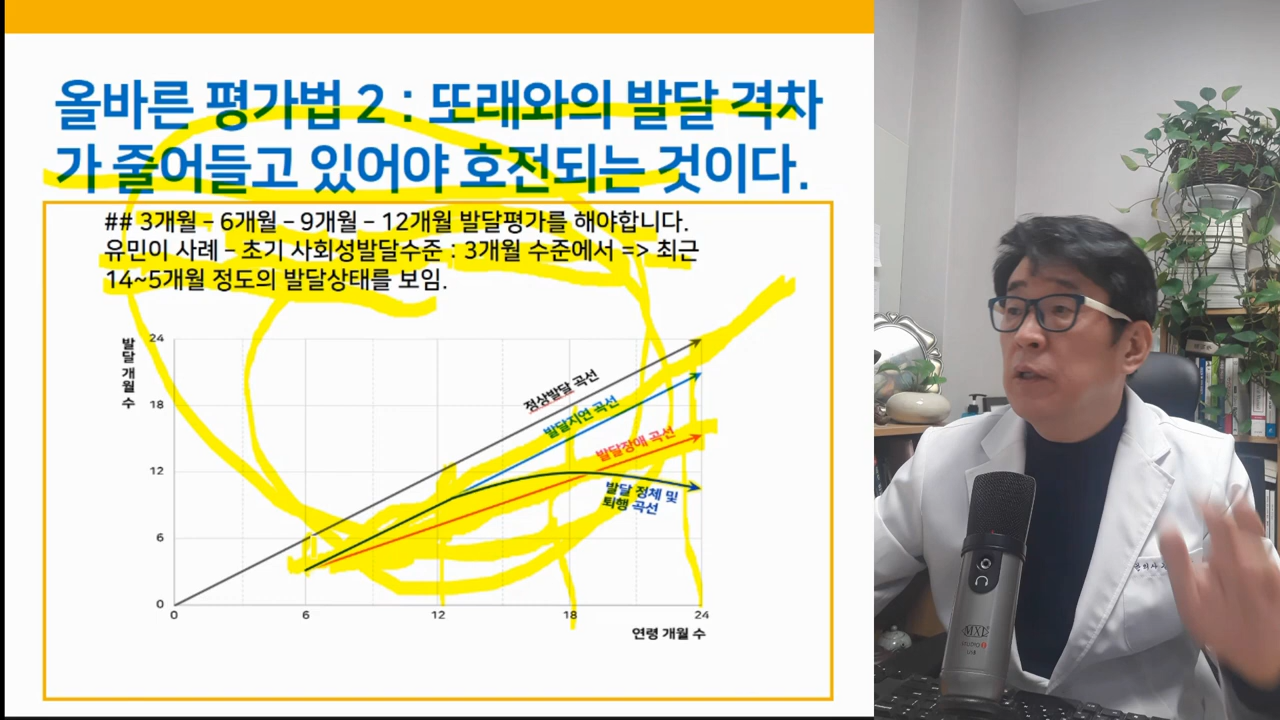 올바른 평가법 2 : 또래와의 발달 격차
가 줄어들고 있어야 호전되는 것이다.
## 3개월 – 6개월 – 9개월 – 12개월 발달평가를 해야합니다.
유민이 사례 – 초기 사회성발달수준 : 3개월 수준에서 => 최근
14~5개월 정도의 발달상태를 보임.
발달 개월 수
24
18
12
6
0
정상발달 곡선
발달지연 곡선
발달장애 곡선
발달 정체 및
퇴행 곡선
0 6 12 18 24
연령 개월 수
MXL